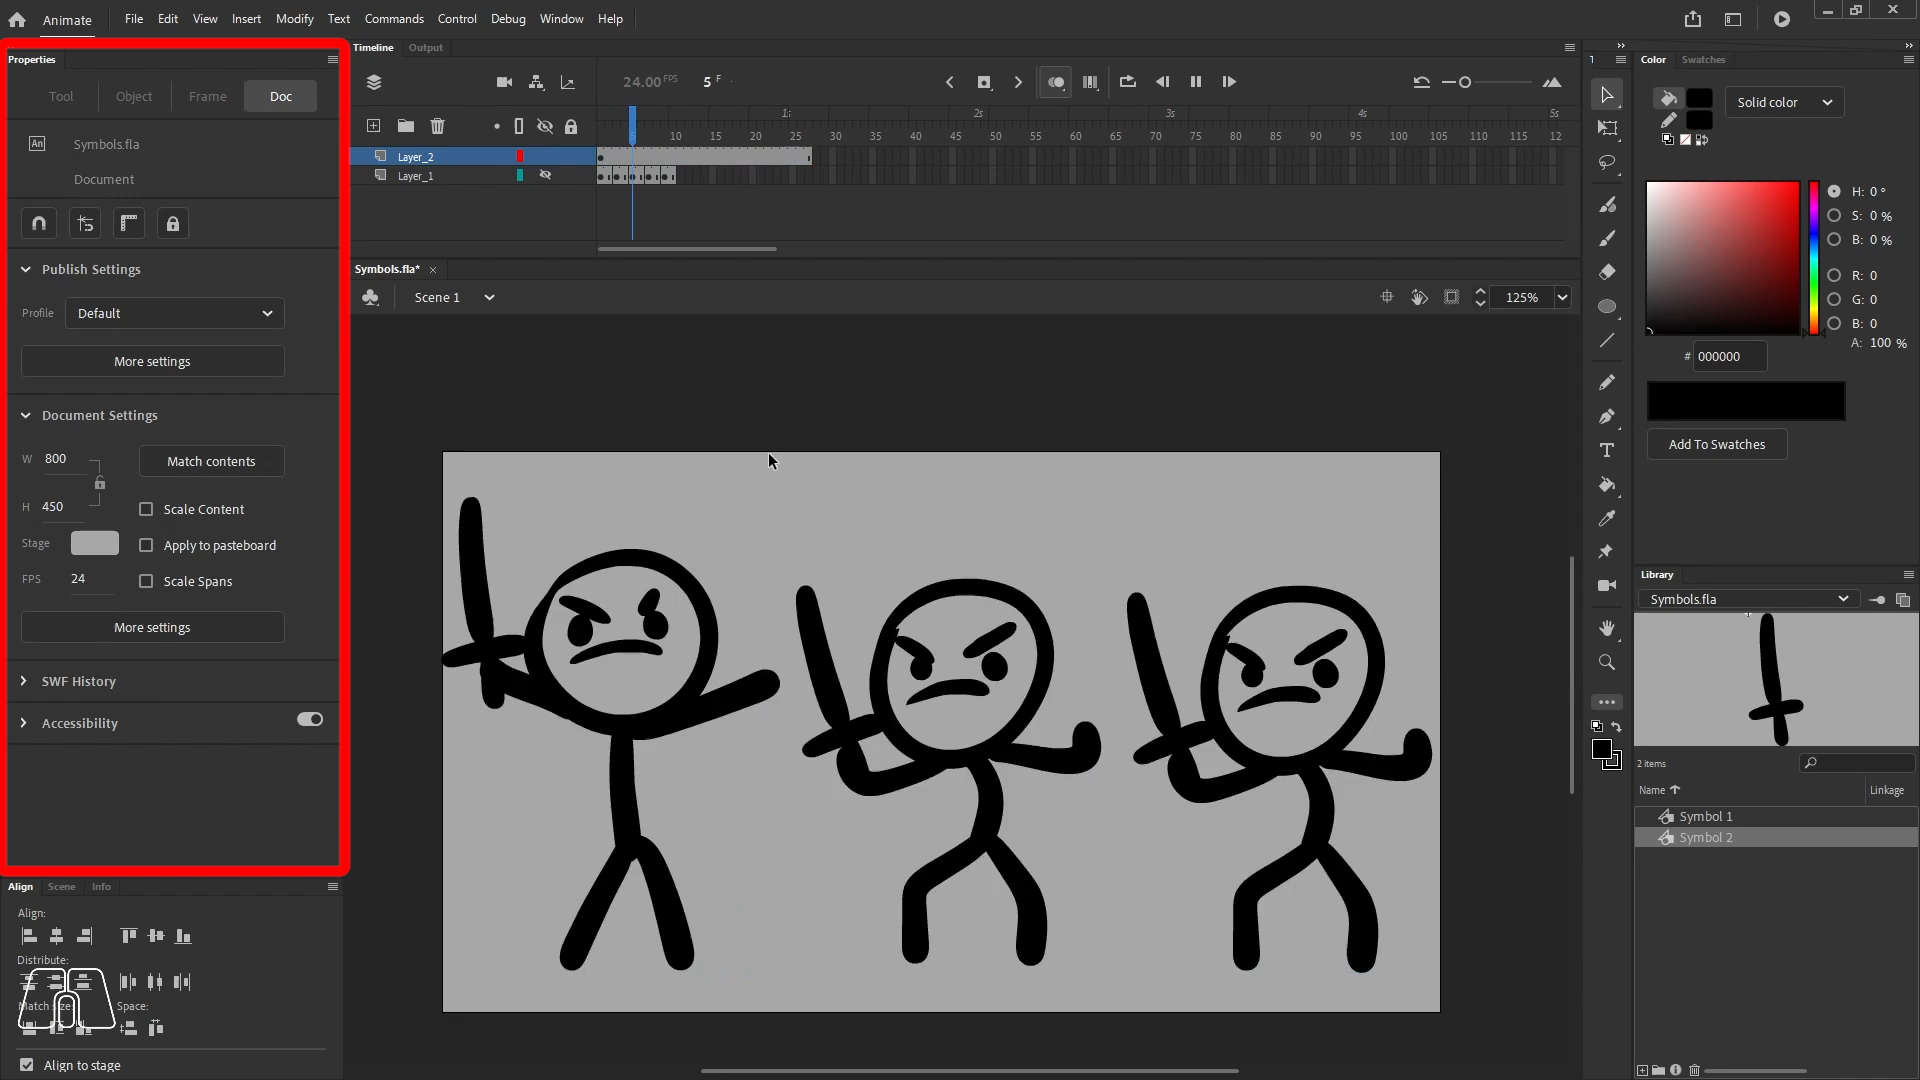 Animate File Edit View Insert Modify Text Commands Control Debug Window Help
Properties
Tool Object Frame Doc
An Symbols.fla
Document
Publish Settings
Profile Default
More settings
Document Settings
W 800 Match contents
H 450 Scale Content
Stage Apply to pasteboard
FPS 24 Scale Spans
More settings
SWF History
Accessibility
Align Scene Info
Align:
Distribute:
Match size: Space:
Align to stage
Timeline Output
24.00 FPS 5 F
1s 2s 3s 4s 5s
5 10 15 20 25 30 35 40 45 50 55 60 65 70 75 80 85 90 95 100 105 110 115 12
Layer_2
Layer_1
Symbols.fla*
Scene 1 125%
Color Swatches
Solid color
H: 0 °
S: 0 %
B: 0 %
R: 0
G: 0
B: 0
A: 100 %
# 000000
Add To Swatches
Library
Symbols.fla
2 items
Name Linkage
Symbol 1
Symbol 2